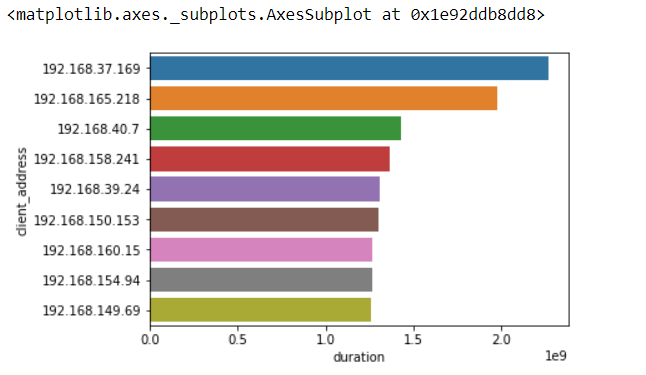 <matplotlib.axes._subplots.AxesSubplot at 0x1e92ddb8dd8>
192.168.37.169
192.168.165.218
192.168.40.7
192.168.158.241
192.168.39.24
192.168.150.153
192.168.160.15
192.168.154.94
192.168.149.69
client_address
0.0 0.5 1.0 1.5 2.0
duration 1e9